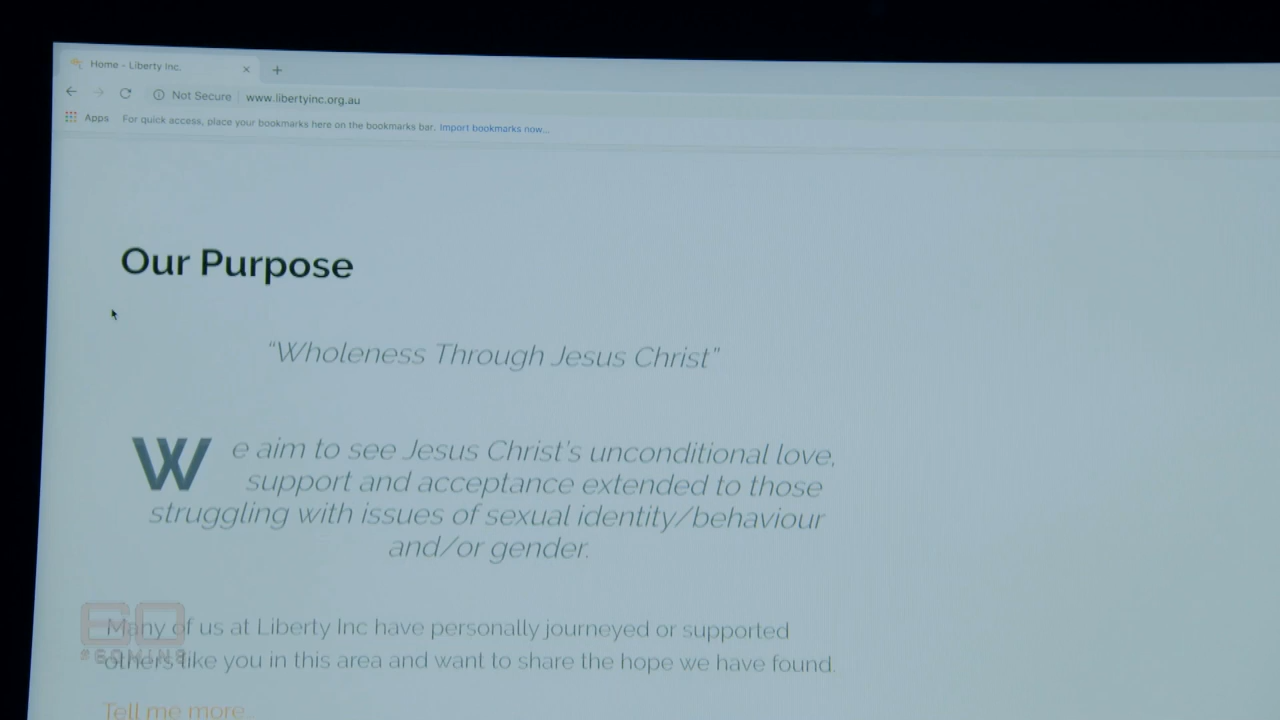 Home - Liberty Inc.
Not Secure
www.libertyinc.org.au
Apps
For quick access, place your bookmarks here on the bookmarks bar. Import bookmarks now...
Our Purpose
“Wholeness Through Jesus Christ”
We aim to see Jesus Christ's unconditional love,
support and acceptance extended to those
struggling with issues of sexual identity/behaviour
and/or gender.
Many of us at Liberty Inc have personally journeyed or supported
others like you in this area and want to share the hope we have found.
Tell me more
60
#60MINS